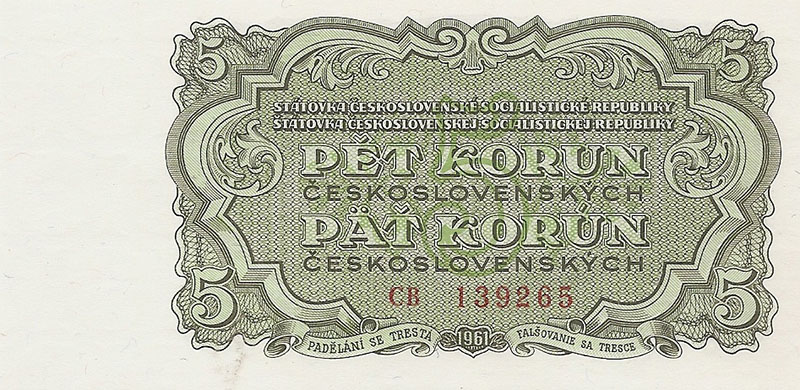 5 5
STÁTOVKA ČESKOSLOVENSKÉ SOCIALISTICKÉ REPUBLIKY
ŠTÁTOVKA ČESKOSLOVENSKEJ SOCIALISTICKEJ REPUBLIKY
PĚT KORUN
ČESKOSLOVENSKÝCH
PÄŤ KORÚN
ČESKOSLOVENSKÝCH
CB 139265
5 5
PADĚLÁNÍ SE TRESTÁ 1961 FALŠOVANIE SA TRESCE